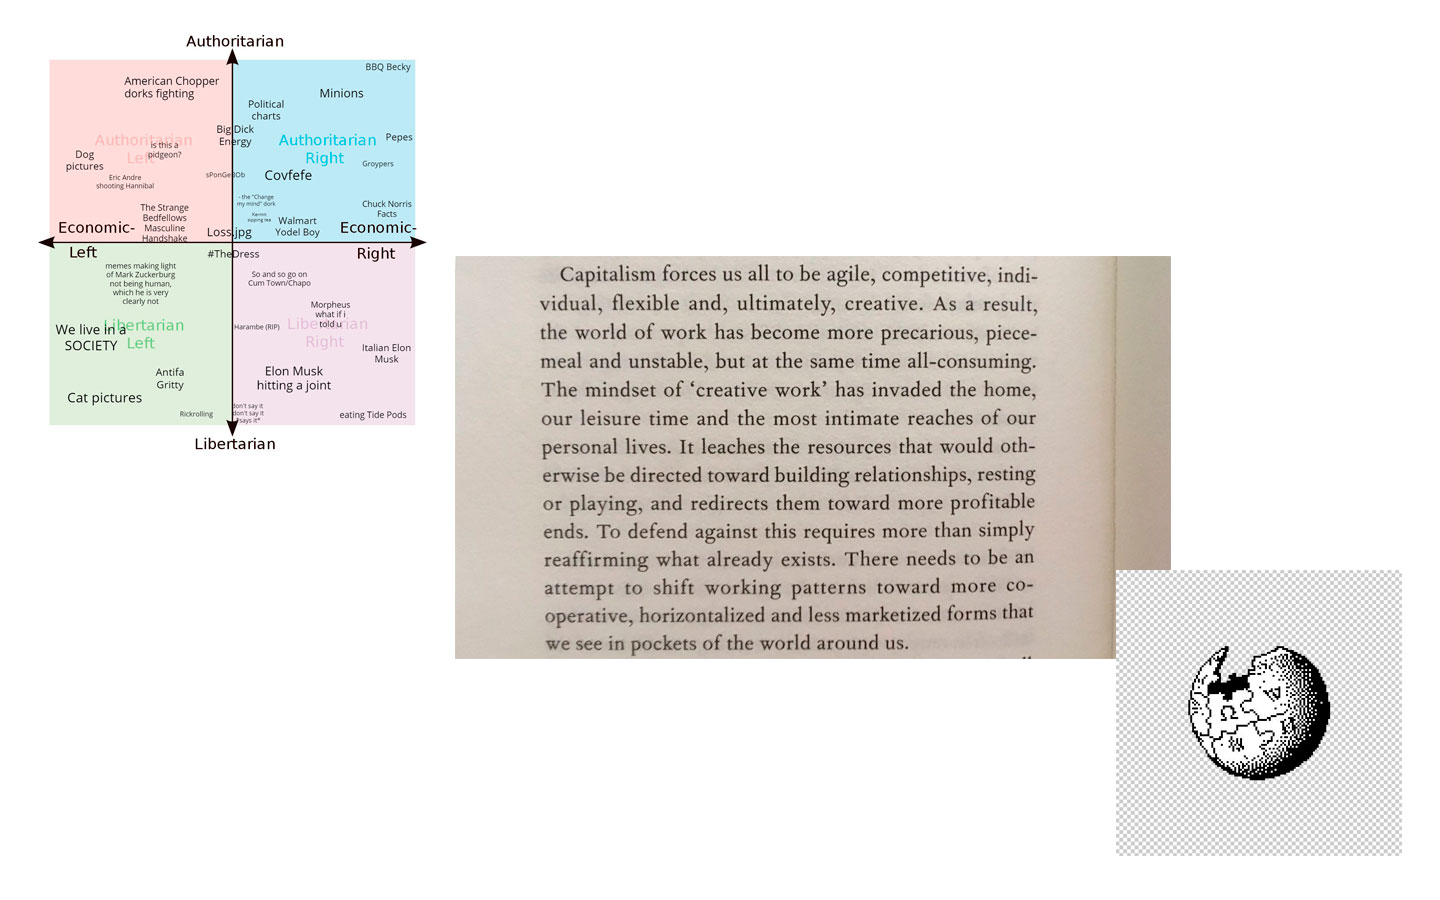 Authoritarian
BBQ Becky
American Chopper
dorks fighting
Minions
Political
charts
Big Dick
Energy
Pepes
Authoritarian
Left
is this a
pidgeon?
Authoritarian
Right
Dog
pictures
Groypers
Eric Andre
shooting Hannibal
sPonGeBOb
Covfefe
- the "Change
my mind" dork
Kermit
sipping tea
Chuck Norris
Facts
The Strange
Bedfellows
Masculine
Handshake
Walmart
Yodel Boy
Loss.jpg
Economic-
Left
Economic-
Right
#TheDress
memes making light
of Mark Zuckerburg
not being human,
which he is very
clearly not
So and so go on
Cum Town/Chapo
Morpheus
what if i
told u
Harambe (RIP)
Libertarian
Left
Libertarian
Right
We live in a
SOCIETY
Italian Elon
Musk
Antifa
Gritty
Elon Musk
hitting a joint
Cat pictures
Rickrolling
don't say it
don't say it
*says it*
eating Tide Pods
Libertarian
Capitalism forces us all to be agile, competitive, indi-
vidual, flexible and, ultimately, creative. As a result,
the world of work has become more precarious, piece-
meal and unstable, but at the same time all-consuming.
The mindset of ‘creative work’ has invaded the home,
our leisure time and the most intimate reaches of our
personal lives. It leaches the resources that would oth-
erwise be directed toward building relationships, resting
or playing, and redirects them toward more profitable
ends. To defend against this requires more than simply
reaffirming what already exists. There needs to be an
attempt to shift working patterns toward more co-
operative, horizontalized and less marketized forms that
we see in pockets of the world around us.
Ω